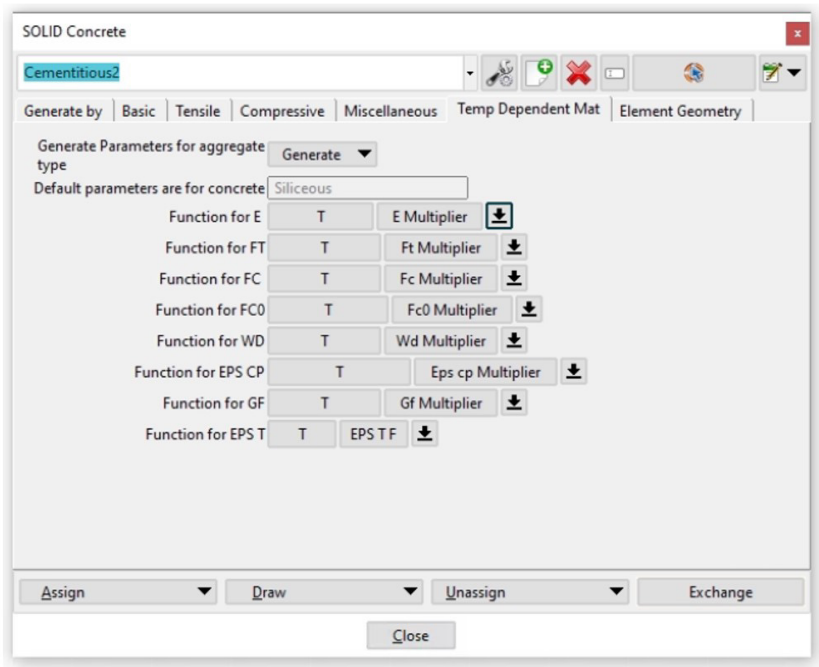 SOLID Concrete
x
Cementitious2
Generate by Basic Tensile Compressive Miscellaneous Temp Dependent Mat Element Geometry
Generate Parameters for aggregate
type
Generate
Default parameters are for concrete Siliceous
Function for E T E Multiplier
Function for FT T Ft Multiplier
Function for FC T Fc Multiplier
Function for FC0 T Fc0 Multiplier
Function for WD T Wd Multiplier
Function for EPS CP T Eps cp Multiplier
Function for GF T Gf Multiplier
Function for EPS T T EPS T F
Assign Draw Unassign Exchange
Close